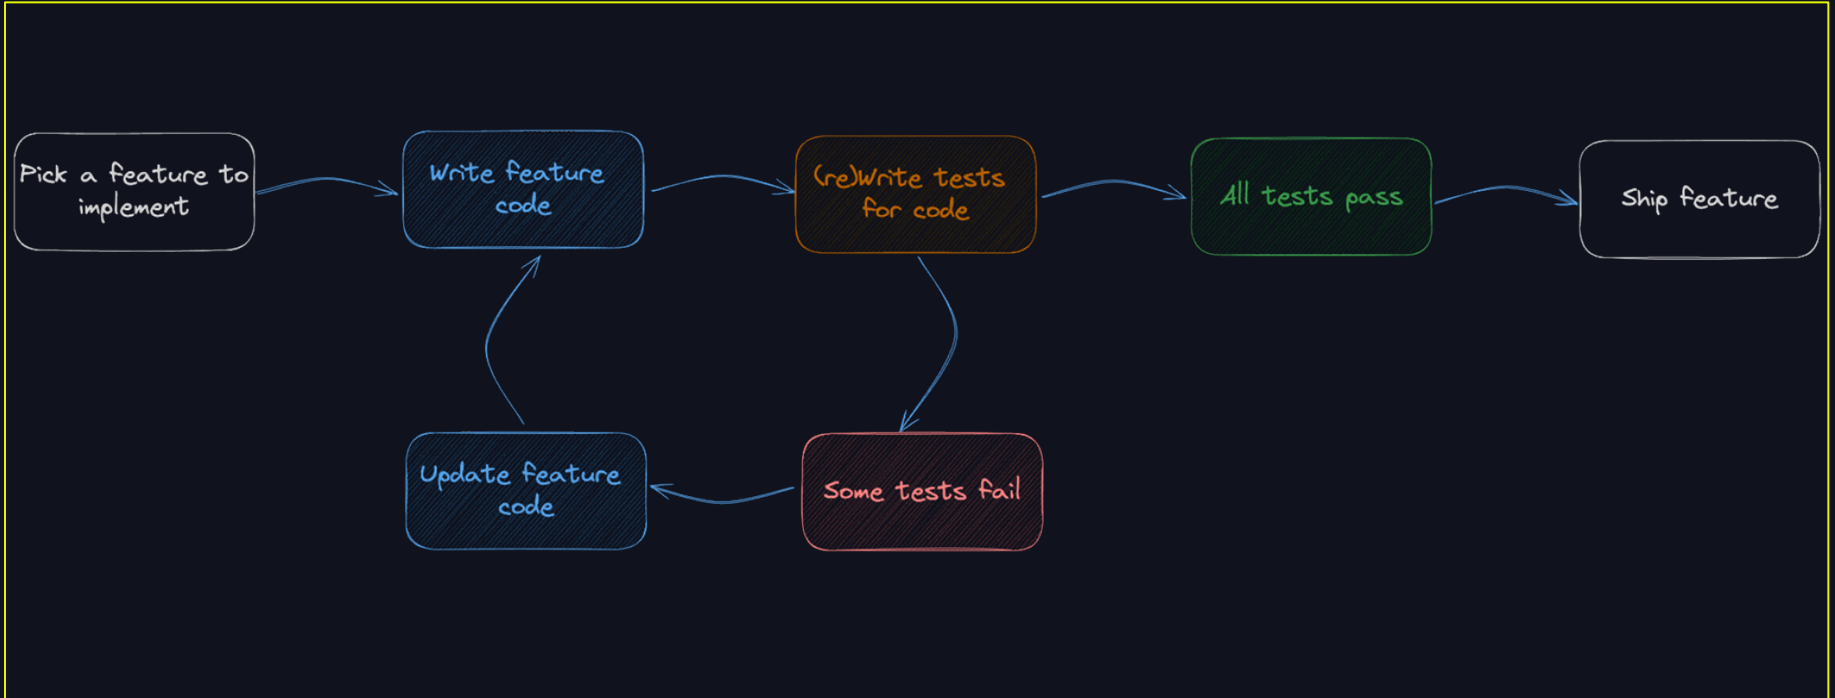 Pick a feature to
implement
Write feature
code
(re)Write tests
for code
All tests pass
Ship feature
Update feature
code
Some tests fail